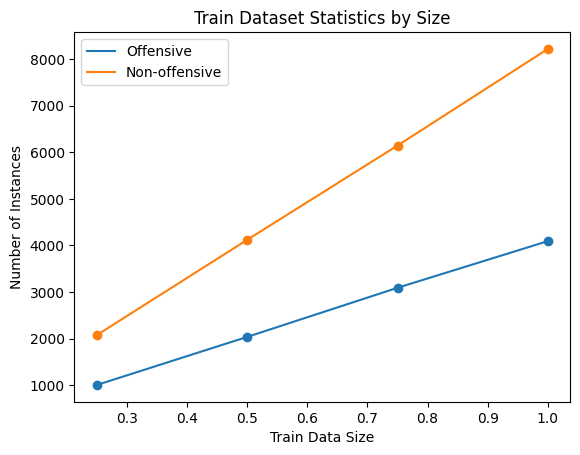 Train Dataset Statistics by Size
Offensive
Non-offensive
Number of Instances
8000
7000
6000
5000
4000
3000
2000
1000
0.3 0.4 0.5 0.6 0.7 0.8 0.9 1.0
Train Data Size